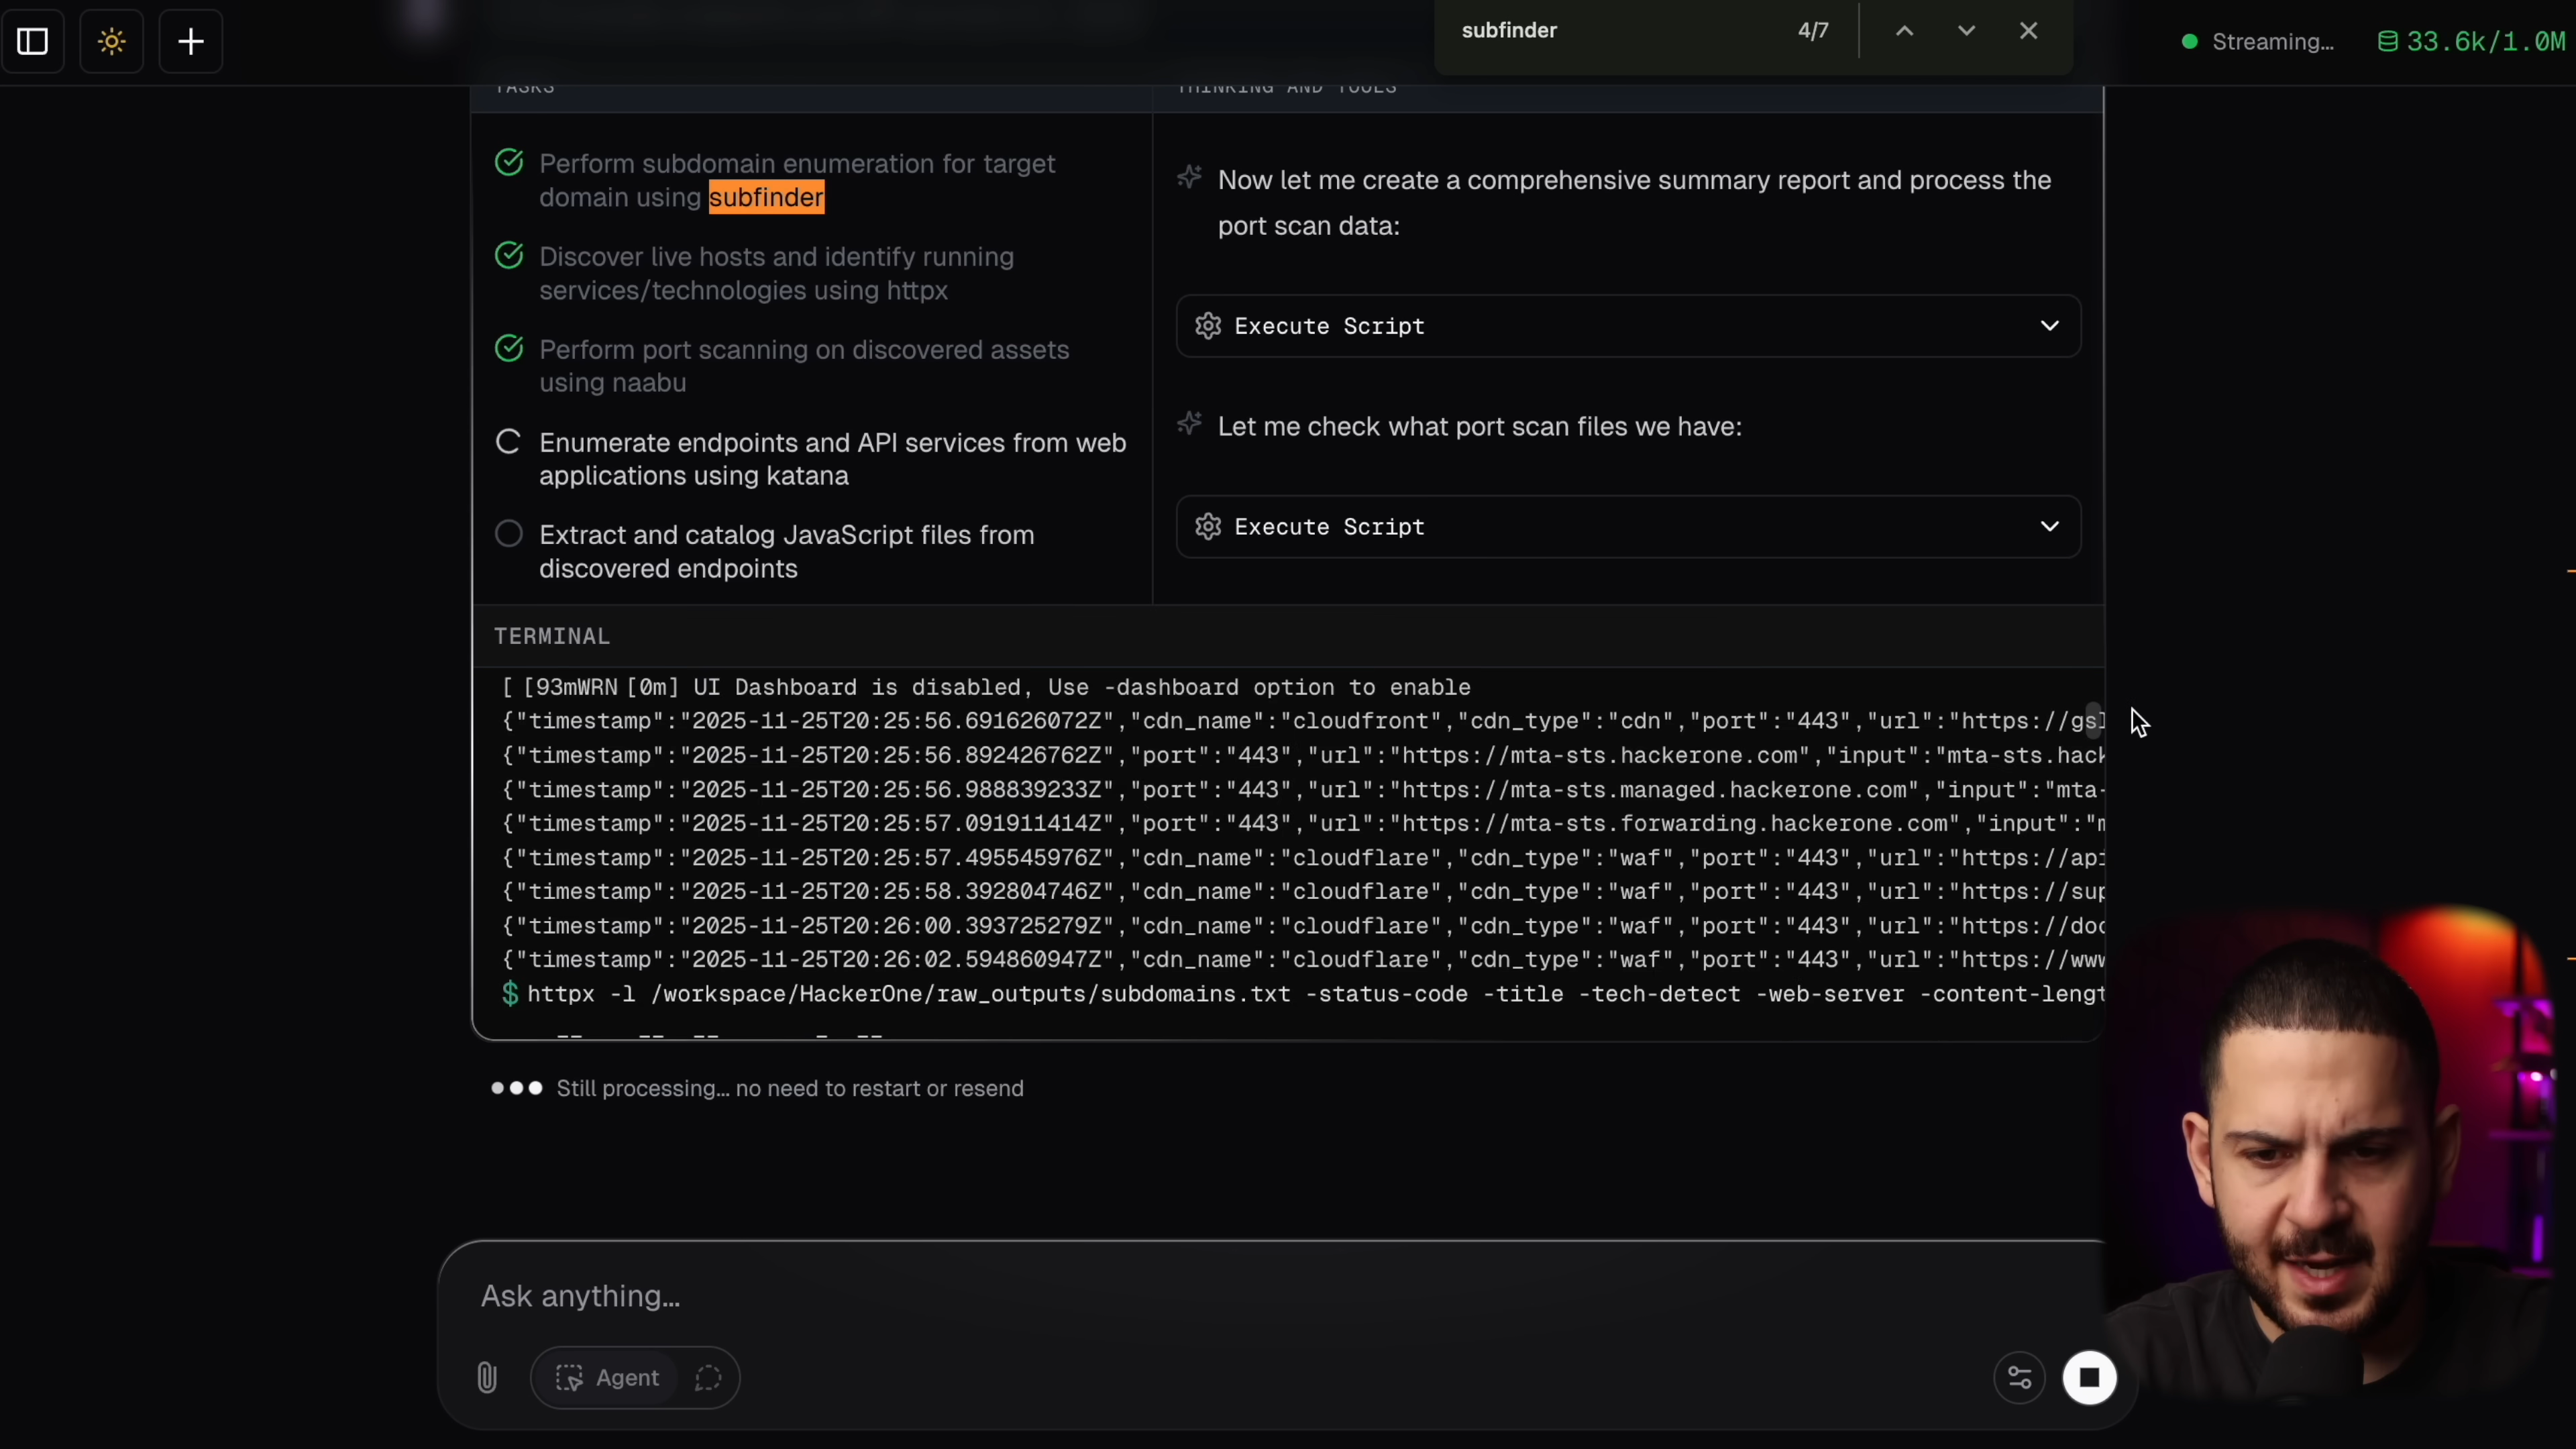 subfinder
4/7
Streaming...
33.6k/1.0M
TASKS
THINKING AND TOOLS
Perform subdomain enumeration for target
domain using subfinder
Discover live hosts and identify running
services/technologies using httpx
Perform port scanning on discovered assets
using naabu
Enumerate endpoints and API services from web
applications using katana
Extract and catalog JavaScript files from
discovered endpoints
Now let me create a comprehensive summary report and process the
port scan data:
Execute Script
Let me check what port scan files we have:
Execute Script
TERMINAL
[ [93mWRN [0m] UI Dashboard is disabled, Use -dashboard option to enable
{"timestamp":"2025-11-25T20:25:56.691626072Z","cdn_name":"cloudfront","cdn_type":"cdn","port":"443","url":"https://gsl
{"timestamp":"2025-11-25T20:25:56.892426762Z","port":"443","url":"https://mta-sts.hackerone.com","input":"mta-sts.hack
{"timestamp":"2025-11-25T20:25:56.988839233Z","port":"443","url":"https://mta-sts.managed.hackerone.com","input":"mta-
{"timestamp":"2025-11-25T20:25:57.091911414Z","port":"443","url":"https://mta-sts.forwarding.hackerone.com","input":"m
{"timestamp":"2025-11-25T20:25:57.495545976Z","cdn_name":"cloudflare","cdn_type":"waf","port":"443","url":"https://api
{"timestamp":"2025-11-25T20:25:58.392804746Z","cdn_name":"cloudflare","cdn_type":"waf","port":"443","url":"https://sup
{"timestamp":"2025-11-25T20:26:00.393725279Z","cdn_name":"cloudflare","cdn_type":"waf","port":"443","url":"https://doc
{"timestamp":"2025-11-25T20:26:02.594860947Z","cdn_name":"cloudflare","cdn_type":"waf","port":"443","url":"https://www
$ httpx -l /workspace/HackerOne/raw_outputs/subdomains.txt -status-code -title -tech-detect -web-server -content-lengt
Still processing... no need to restart or resend
Ask anything...
Agent